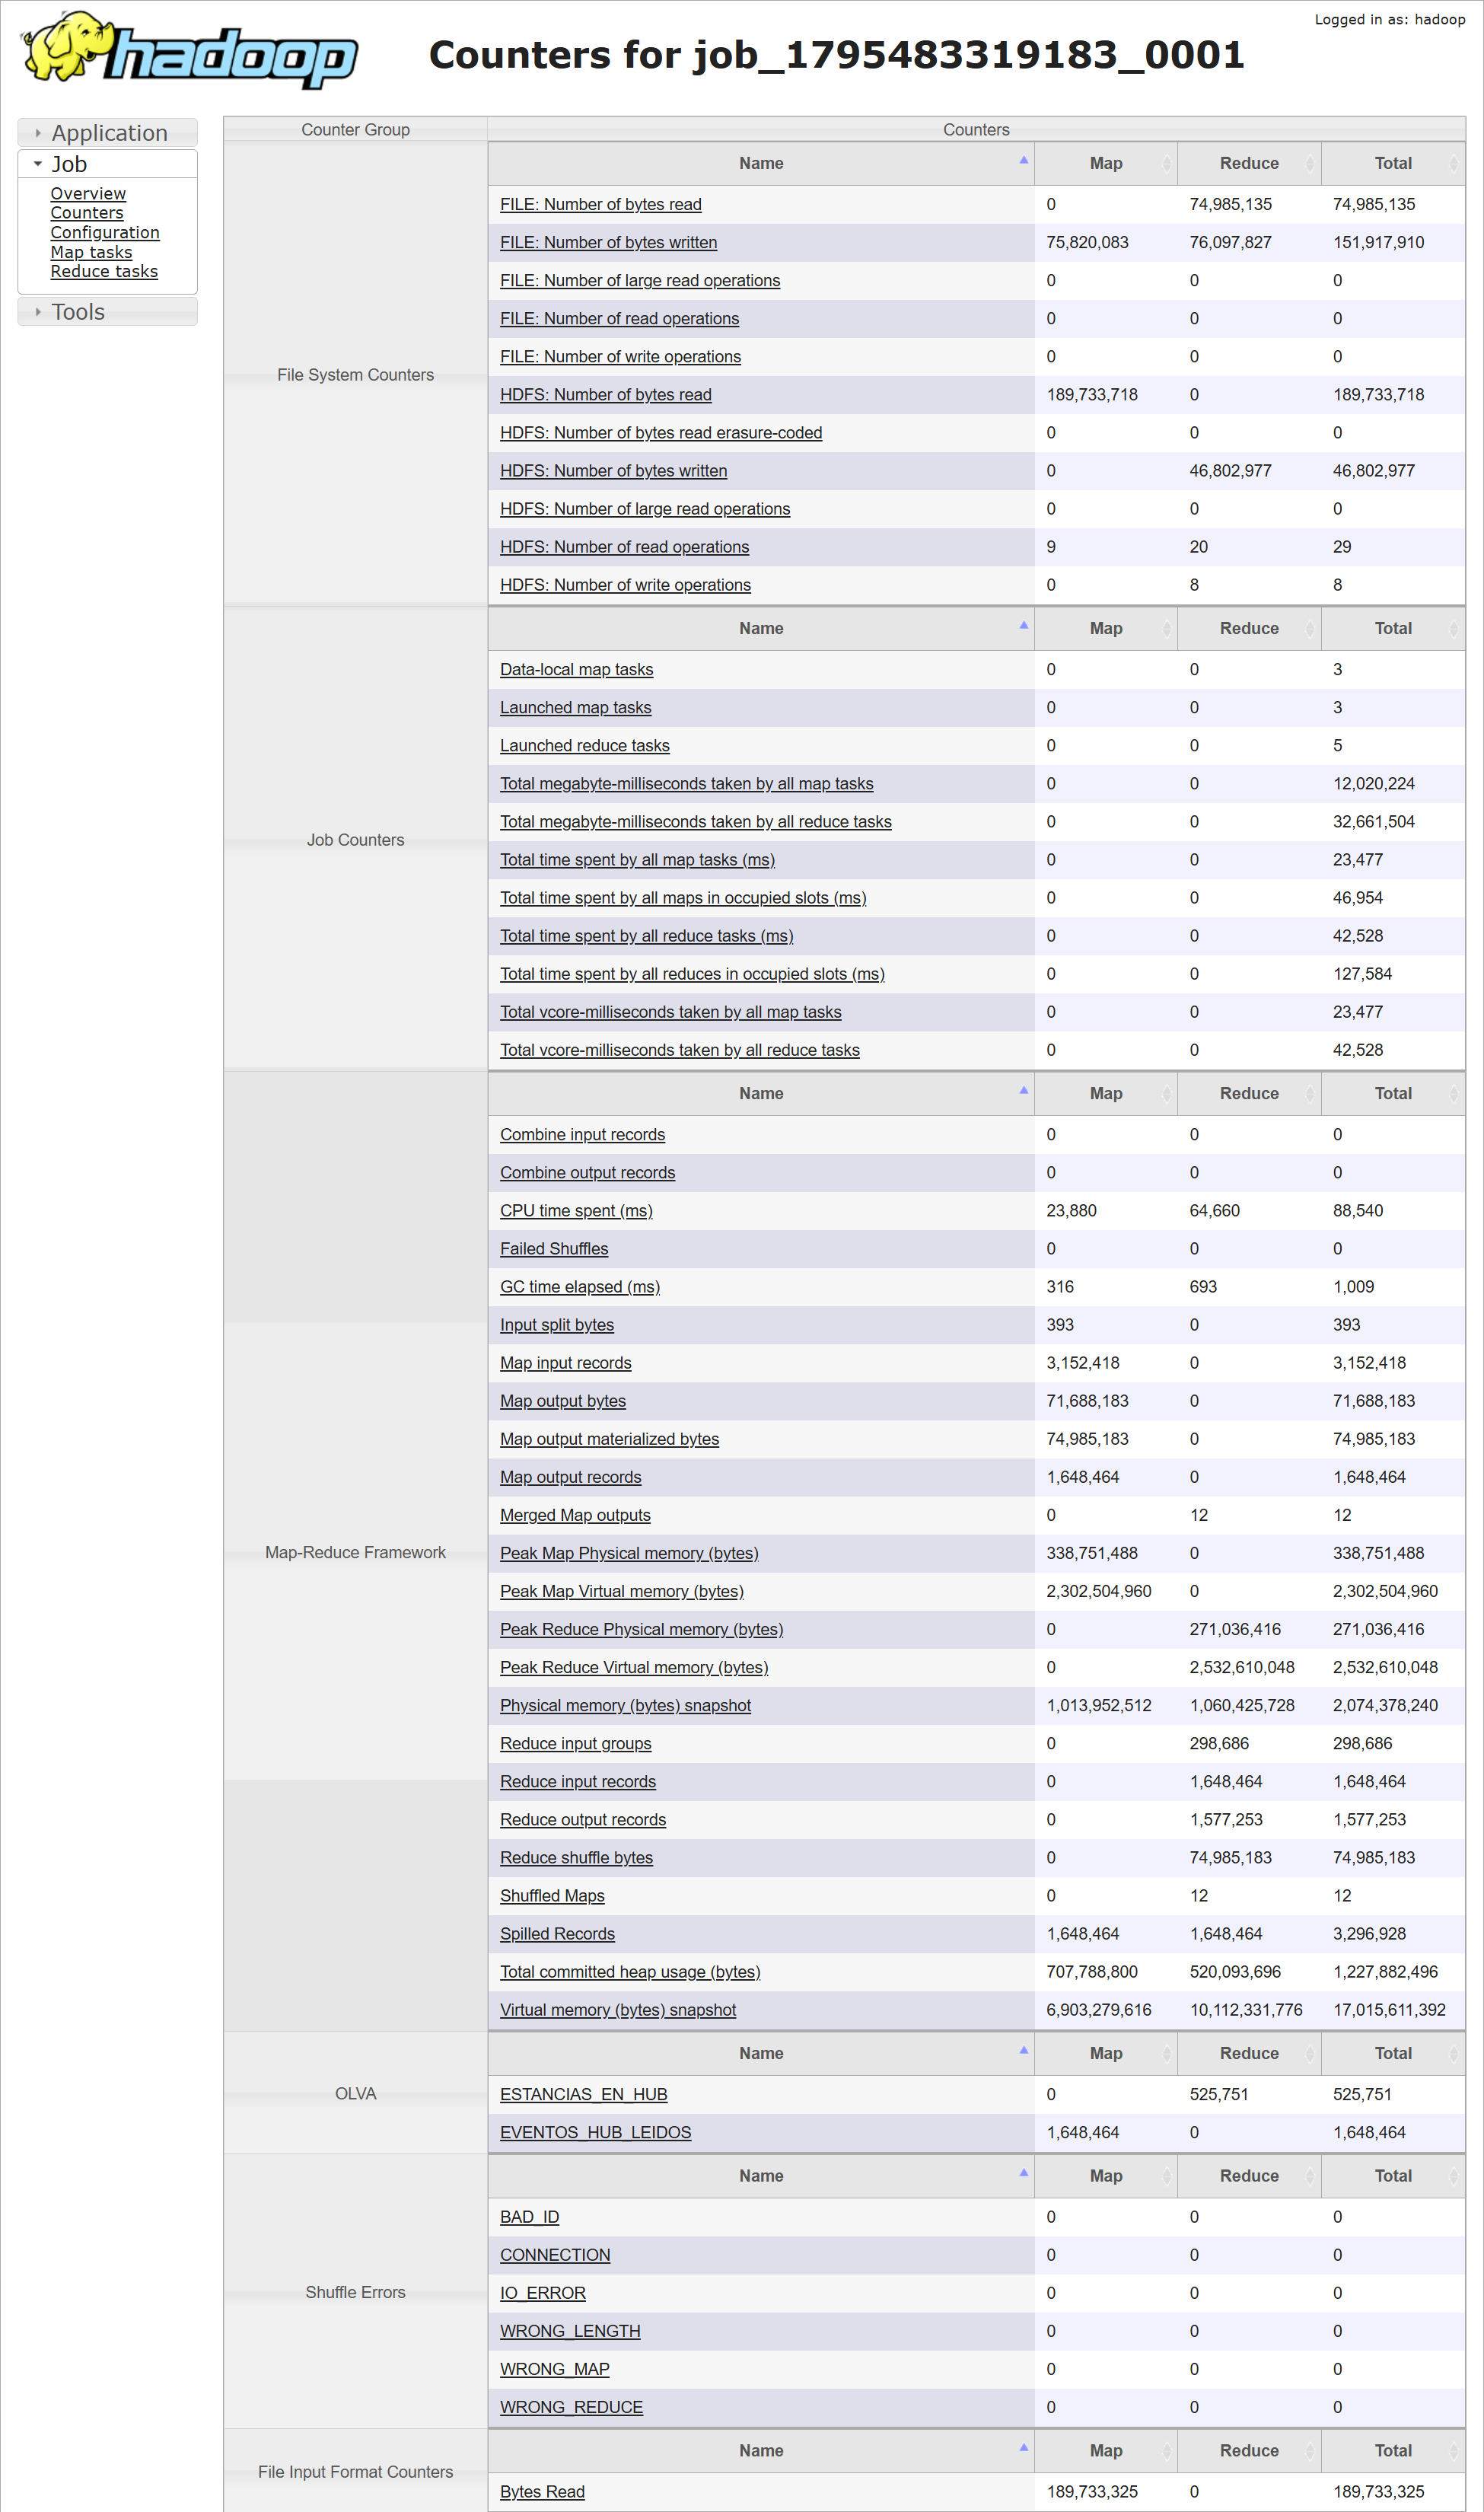 Logged in as: hadoop
hadoop
Counters for job_1795483319183_0001
Application
Job
Overview
Counters
Configuration
Map tasks
Reduce tasks
Tools
Counter Group Counters
File System Counters
Name Map Reduce Total
FILE: Number of bytes read 0 74,985,135 74,985,135
FILE: Number of bytes written 75,820,083 76,097,827 151,917,910
FILE: Number of large read operations 0 0 0
FILE: Number of read operations 0 0 0
FILE: Number of write operations 0 0 0
HDFS: Number of bytes read 189,733,718 0 189,733,718
HDFS: Number of bytes read erasure-coded 0 0 0
HDFS: Number of bytes written 0 46,802,977 46,802,977
HDFS: Number of large read operations 0 0 0
HDFS: Number of read operations 9 20 29
HDFS: Number of write operations 0 8 8
Job Counters
Name Map Reduce Total
Data-local map tasks 0 0 3
Launched map tasks 0 0 3
Launched reduce tasks 0 0 5
Total megabyte-milliseconds taken by all map tasks 0 0 12,020,224
Total megabyte-milliseconds taken by all reduce tasks 0 0 32,661,504
Total time spent by all map tasks (ms) 0 0 23,477
Total time spent by all maps in occupied slots (ms) 0 0 46,954
Total time spent by all reduce tasks (ms) 0 0 42,528
Total time spent by all reduces in occupied slots (ms) 0 0 127,584
Total vcore-milliseconds taken by all map tasks 0 0 23,477
Total vcore-milliseconds taken by all reduce tasks 0 0 42,528
Map-Reduce Framework
Name Map Reduce Total
Combine input records 0 0 0
Combine output records 0 0 0
CPU time spent (ms) 23,880 64,660 88,540
Failed Shuffles 0 0 0
GC time elapsed (ms) 316 693 1,009
Input split bytes 393 0 393
Map input records 3,152,418 0 3,152,418
Map output bytes 71,688,183 0 71,688,183
Map output materialized bytes 74,985,183 0 74,985,183
Map output records 1,648,464 0 1,648,464
Merged Map outputs 0 12 12
Peak Map Physical memory (bytes) 338,751,488 0 338,751,488
Peak Map Virtual memory (bytes) 2,302,504,960 0 2,302,504,960
Peak Reduce Physical memory (bytes) 0 271,036,416 271,036,416
Peak Reduce Virtual memory (bytes) 0 2,532,610,048 2,532,610,048
Physical memory (bytes) snapshot 1,013,952,512 1,060,425,728 2,074,378,240
Reduce input groups 0 298,686 298,686
Reduce input records 0 1,648,464 1,648,464
Reduce output records 0 1,577,253 1,577,253
Reduce shuffle bytes 0 74,985,183 74,985,183
Shuffled Maps 0 12 12
Spilled Records 1,648,464 1,648,464 3,296,928
Total committed heap usage (bytes) 707,788,800 520,093,696 1,227,882,496
Virtual memory (bytes) snapshot 6,903,279,616 10,112,331,776 17,015,611,392
OLVA
Name Map Reduce Total
ESTANCIAS_EN_HUB 0 525,751 525,751
EVENTOS_HUB_LEIDOS 1,648,464 0 1,648,464
Shuffle Errors
Name Map Reduce Total
BAD_ID 0 0 0
CONNECTION 0 0 0
IO_ERROR 0 0 0
WRONG_LENGTH 0 0 0
WRONG_MAP 0 0 0
WRONG_REDUCE 0 0 0
File Input Format Counters
Name Map Reduce Total
Bytes Read 189,733,325 0 189,733,325